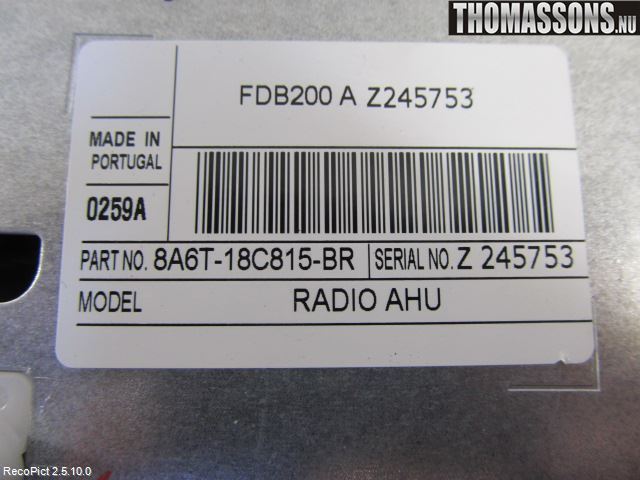 THOMASSONS.NU
FDB200 A Z245753
MADE IN
PORTUGAL
0259A
PART NO. 8A6T-18C815-BR SERIAL NO. Z 245753
MODEL RADIO AHU
RecoPict 2.5.10.0